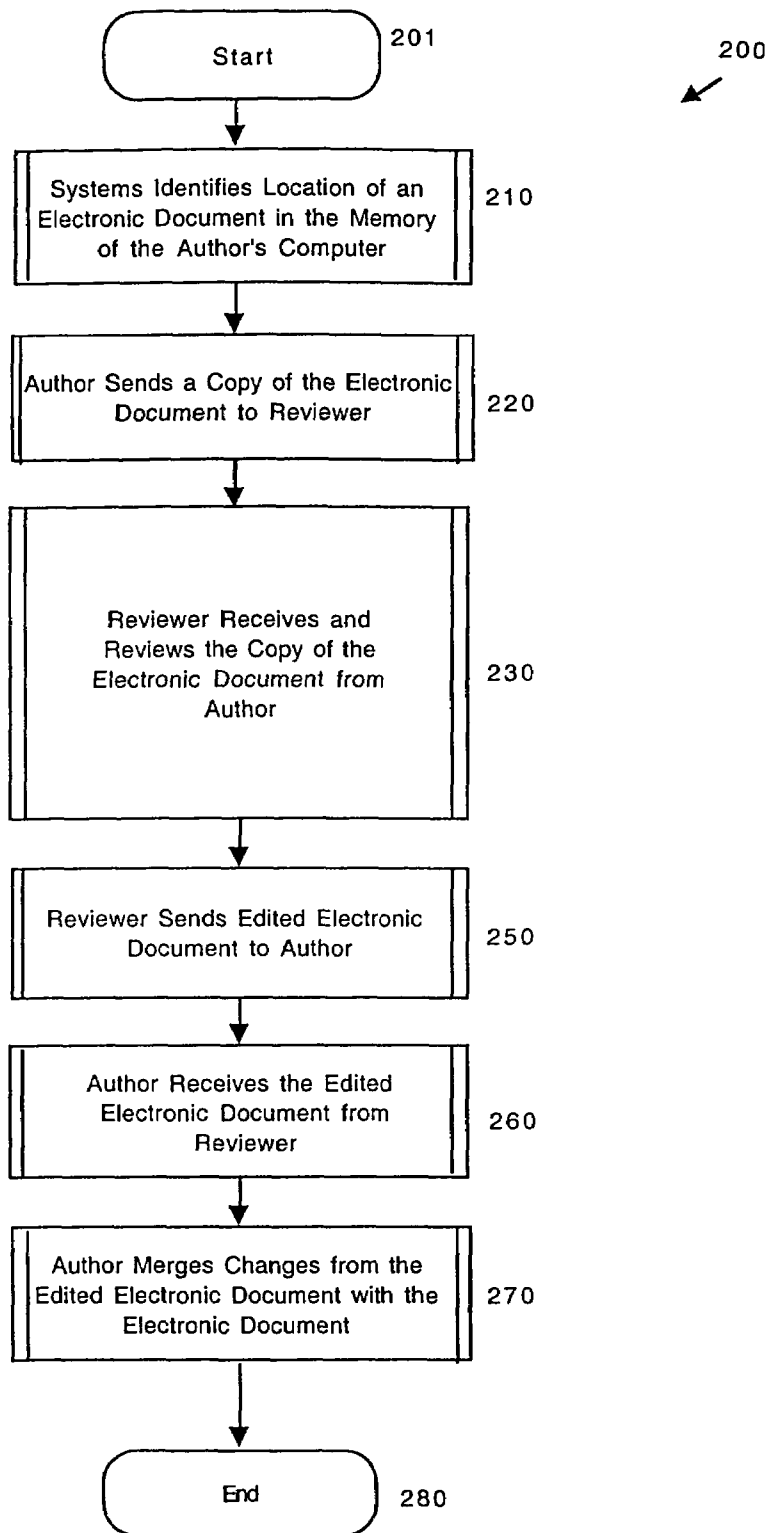 Start
201
200
Systems Identifies Location of an
Electronic Document in the Memory
of the Author's Computer
210
Author Sends a Copy of the Electronic
Document to Reviewer
220
Reviewer Receives and
Reviews the Copy of the
Electronic Document from
Author
230
Reviewer Sends Edited Electronic
Document to Author
250
Author Receives the Edited
Electronic Document from
Reviewer
260
Author Merges Changes from the
Edited Electronic Document with the
Electronic Document
270
End
280